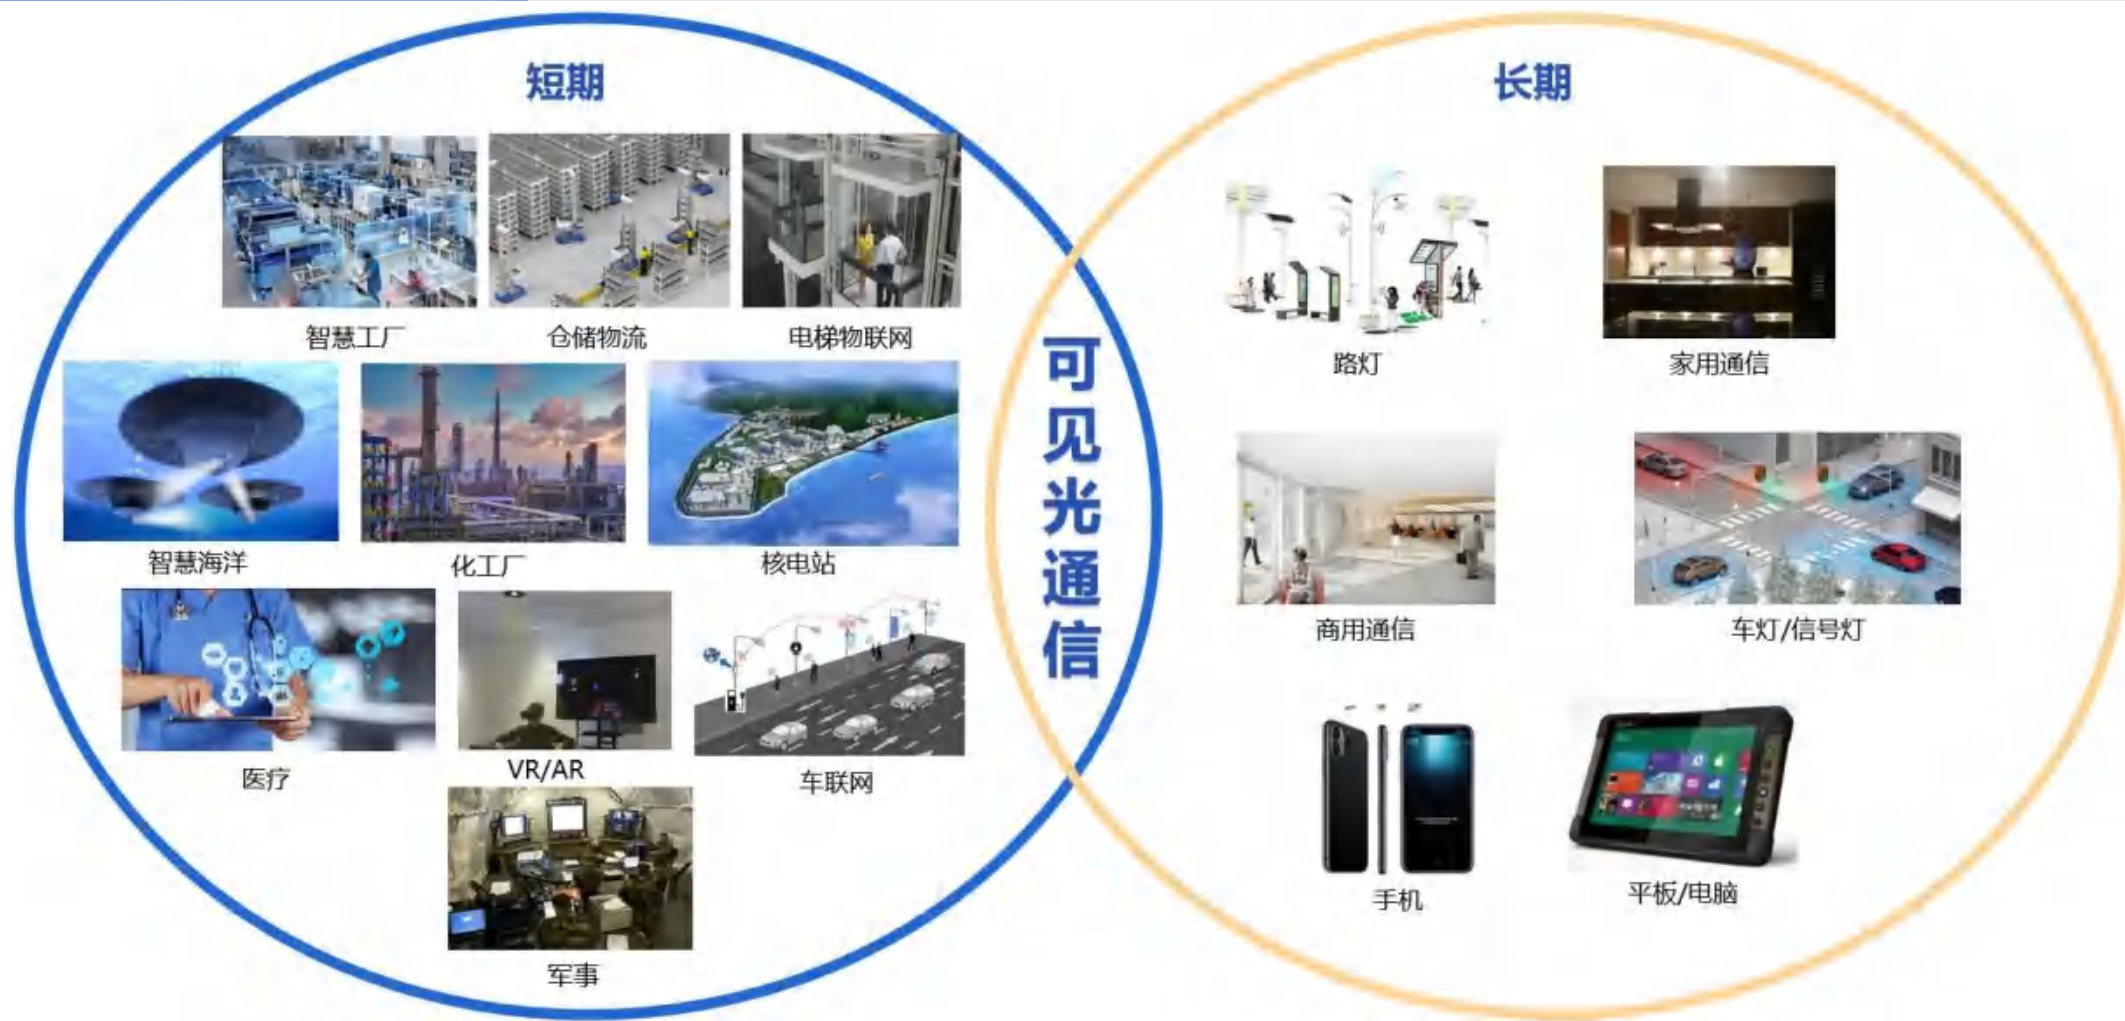 短期
智慧工厂
仓储物流
电梯物联网
智慧海洋
化工厂
核电站
医疗
VR/AR
车联网
军事
可见光通信
长期
路灯
家用通信
商用通信
车灯/信号灯
手机
平板/电脑